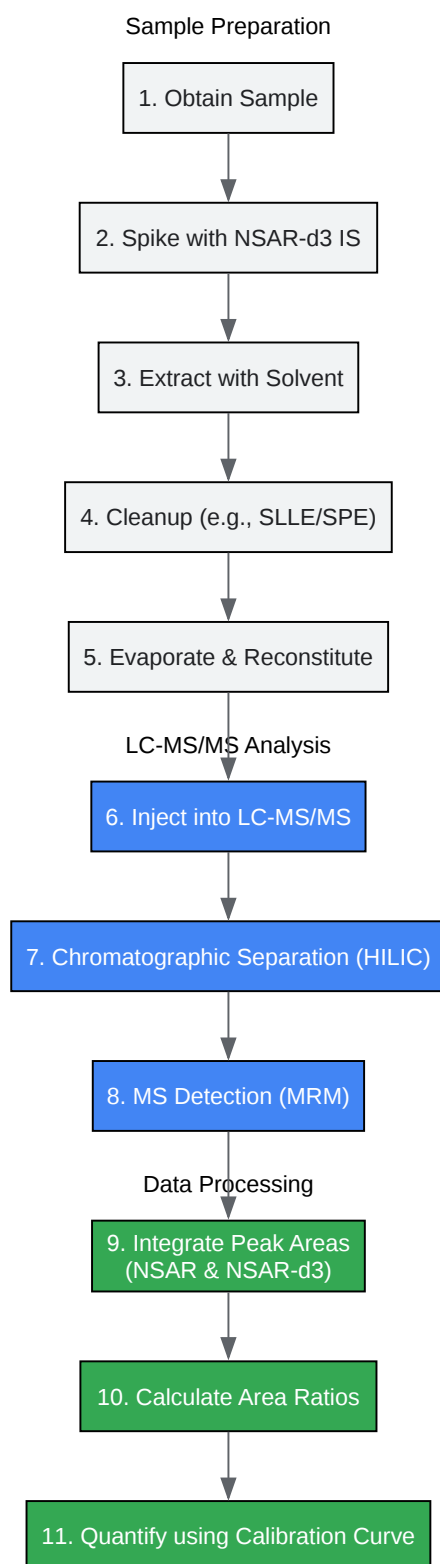 Sample Preparation
1. Obtain Sample
2. Spike with NSAR-d3 IS
3. Extract with Solvent
4. Cleanup (e.g., SLLE/SPE)
5. Evaporate & Reconstitute
LC-MS/MS Analysis
6. Inject into LC-MS/MS
7. Chromatographic Separation (HILIC)
8. MS Detection (MRM)
Data Processing
9. Integrate Peak Areas
(NSAR & NSAR-d3)
10. Calculate Area Ratios
11. Quantify using Calibration Curve